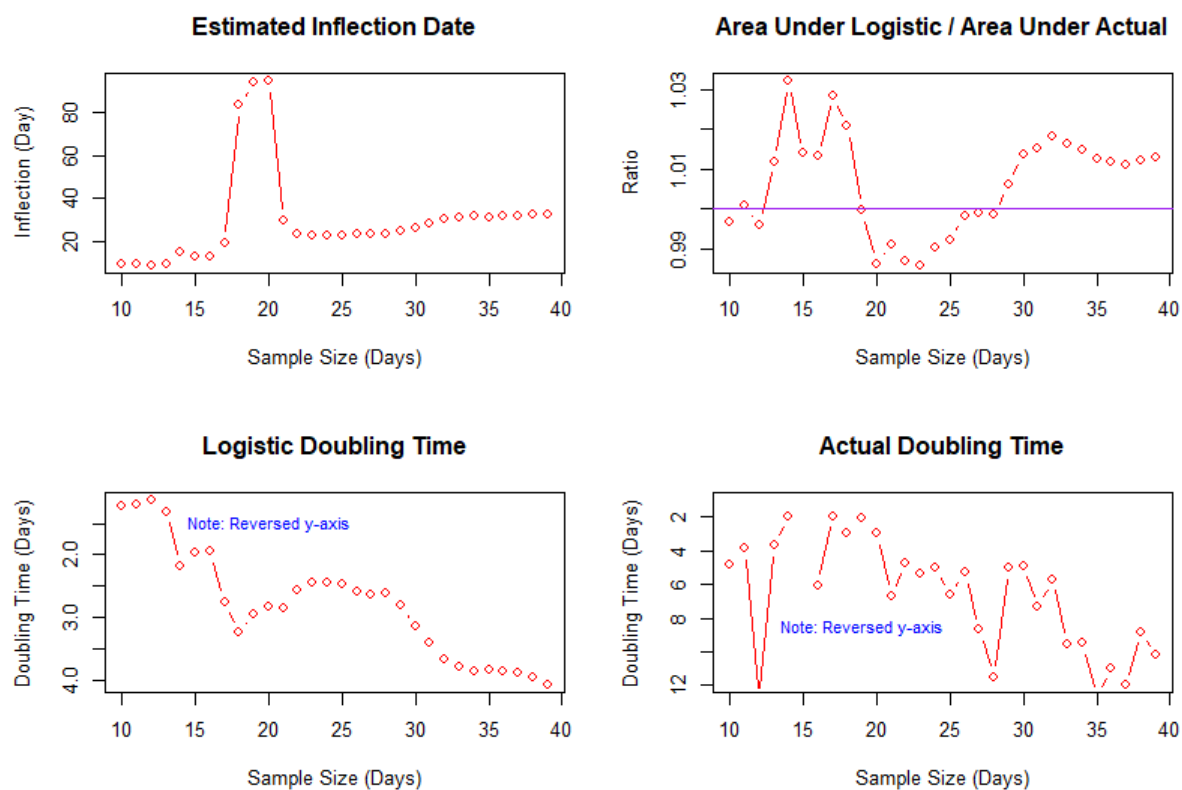 Estimated Inflection Date
Inflection (Day)
20
40
60
80
10 15 20 25 30 35 40
Sample Size (Days)
Area Under Logistic / Area Under Actual
Ratio
0.99
1.01
1.03
10 15 20 25 30 35 40
Sample Size (Days)
Logistic Doubling Time
Doubling Time (Days)
2.0
3.0
4.0
Note: Reversed y-axis
10 15 20 25 30 35 40
Sample Size (Days)
Actual Doubling Time
Doubling Time (Days)
2
4
6
8
12
Note: Reversed y-axis
10 15 20 25 30 35 40
Sample Size (Days)